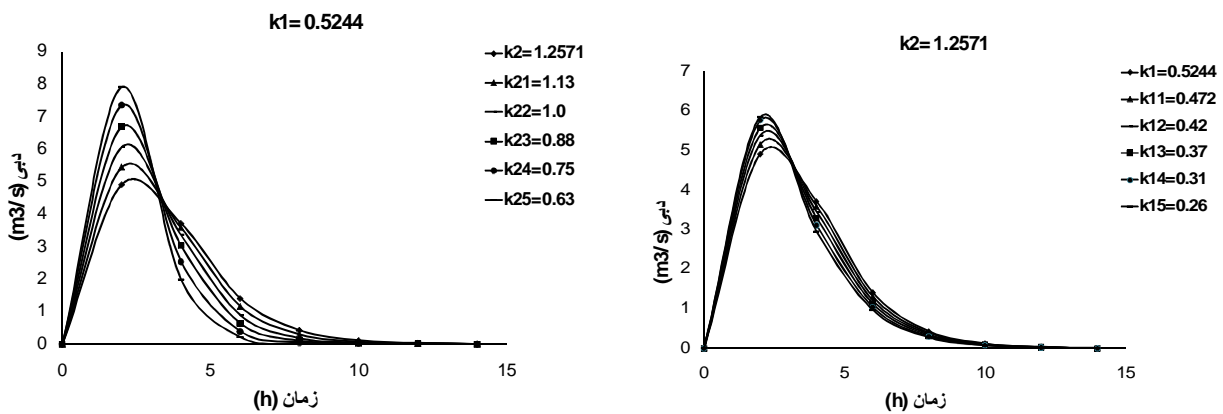 k1= 0.5244
9
8
7
6
5
4
3
2
1
0
دبی (m3/s)
0
5
10
15
زمان (h)
k2= 1.2571
k21= 1.13
k22= 1.0
k23= 0.88
k24= 0.75
k25= 0.63
k2= 1.2571
7
6
5
4
3
2
1
0
دبی (m3/s)
0
5
10
15
زمان (h)
k1=0.5244
k11=0.472
k12=0.42
k13=0.37
k14=0.31
k15=0.26